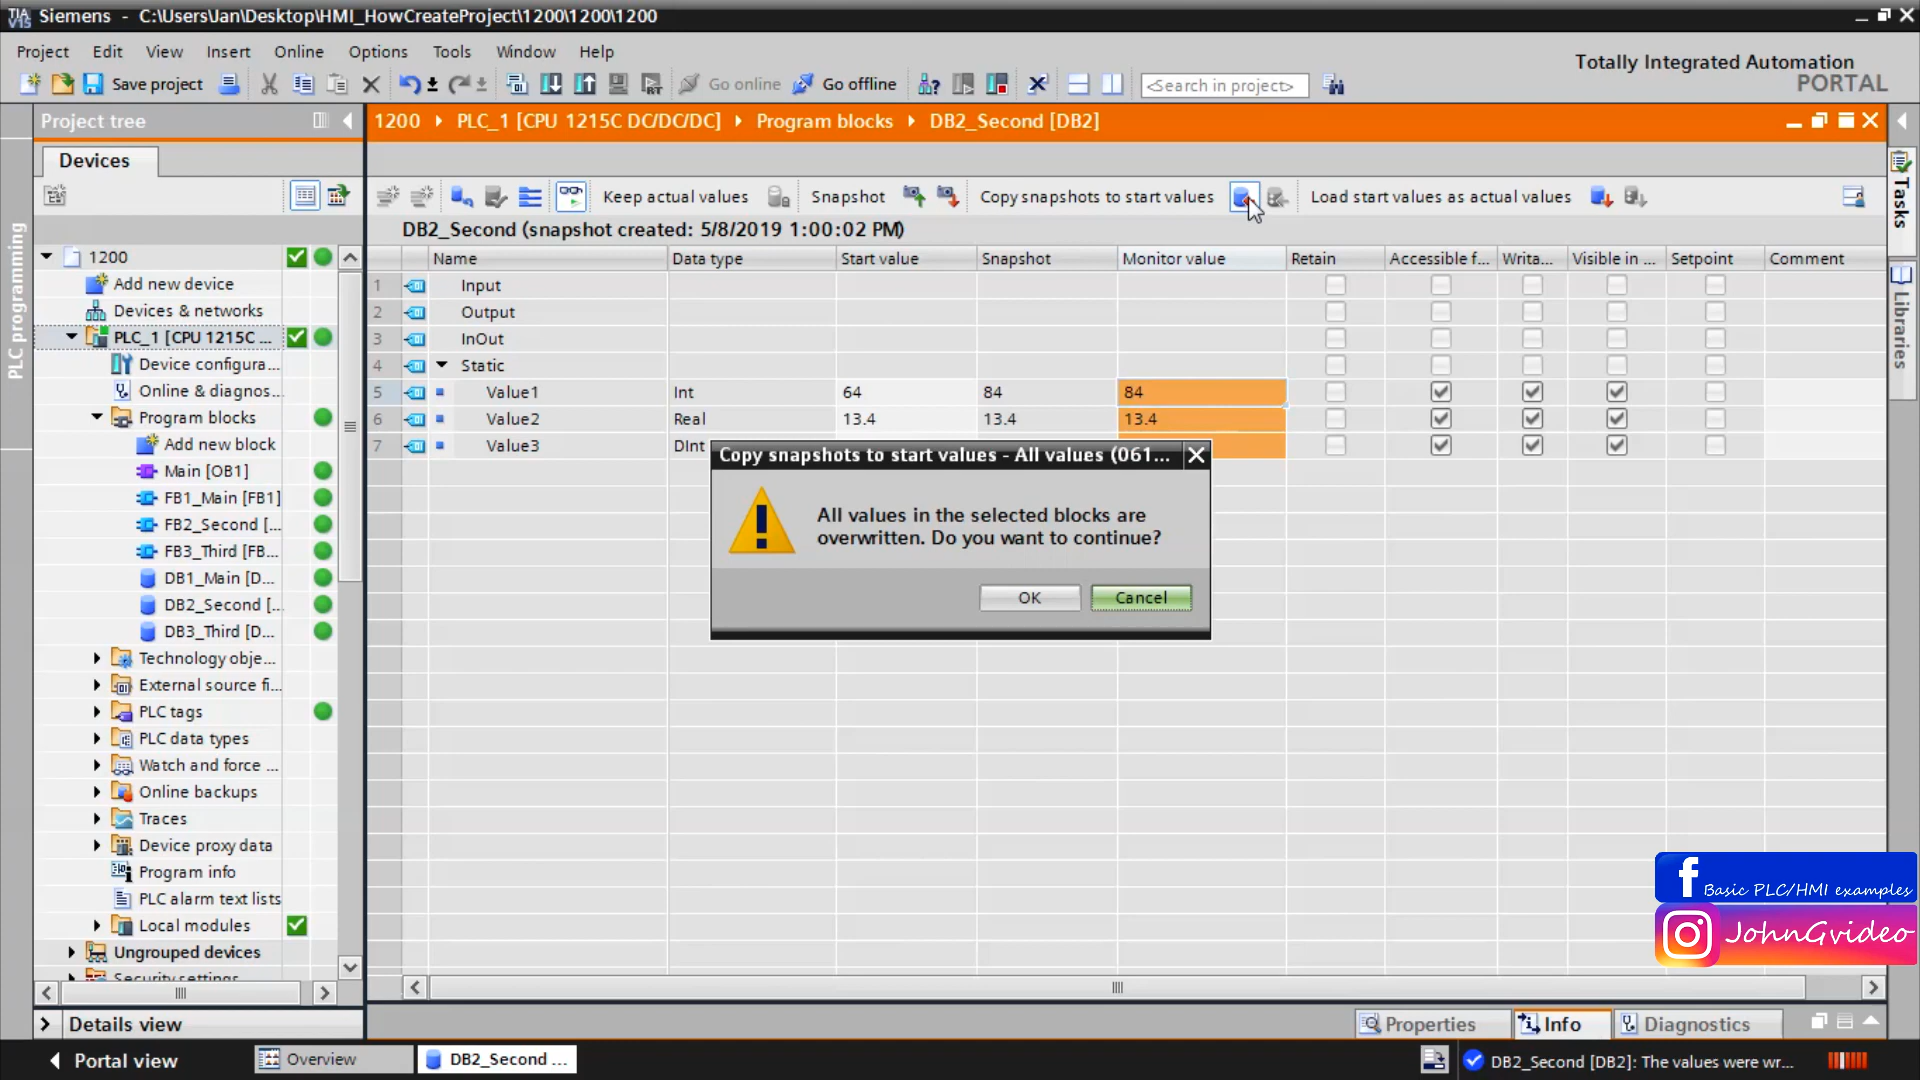 Siemens - C:\Users\Jan\Desktop\HMI_HowCreateProject\1200\1200\1200
Project Edit View Insert Online Options Tools Window Help
Totally Integrated Automation
PORTAL
Save project Go online Go offline <Search in project>
Project tree
1200 PLC_1 [CPU 1215C DC/DC/DC] Program blocks DB2_Second [DB2]
Devices
Keep actual values Snapshot Copy snapshots to start values Load start values as actual values
DB2_Second (snapshot created: 5/8/2019 1:00:02 PM)
Name Data type Start value Snapshot Monitor value Retain Accessible f... Writa... Visible in ... Setpoint Comment
1 Input
2 Output
3 InOut
4 Static
5 Value1 Int 64 84 84
6 Value2 Real 13.4 13.4 13.4
7 Value3 DInt
Copy snapshots to start values - All values (061...
All values in the selected blocks are
overwritten. Do you want to continue?
OK Cancel
PLC programming
1200
Add new device
Devices & networks
PLC_1 [CPU 1215C ...
Device configura...
Online & diagnos...
Program blocks
Add new block
Main [OB1]
FB1_Main [FB1]
FB2_Second [...
FB3_Third [FB...
DB1_Main [D...
DB2_Second [...
DB3_Third [D...
Technology obje...
External source fi...
PLC tags
PLC data types
Watch and force ...
Online backups
Traces
Device proxy data
Program info
PLC alarm text lists
Local modules
Ungrouped devices
Security settings
Details view
Tasks
Libraries
Basic PLC/HMI examples
JohnGvideo
Properties Info Diagnostics
Portal view Overview DB2_Second ... DB2_Second [DB2]: The values were wr...